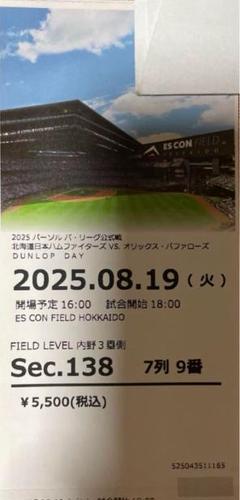 ES CON FIELD
HOKKAIDO
2025 パーソル パ・リーグ公式戦
北海道日本ハムファイターズ VS. オリックス・バファローズ
DUNLOP DAY
2025.08.19（火）
開場予定 16:00 試合開始 18:00
ES CON FIELD HOKKAIDO
FIELD LEVEL 内野３塁側
Sec.138 7列 9番
￥5,500(税込)
525043511165